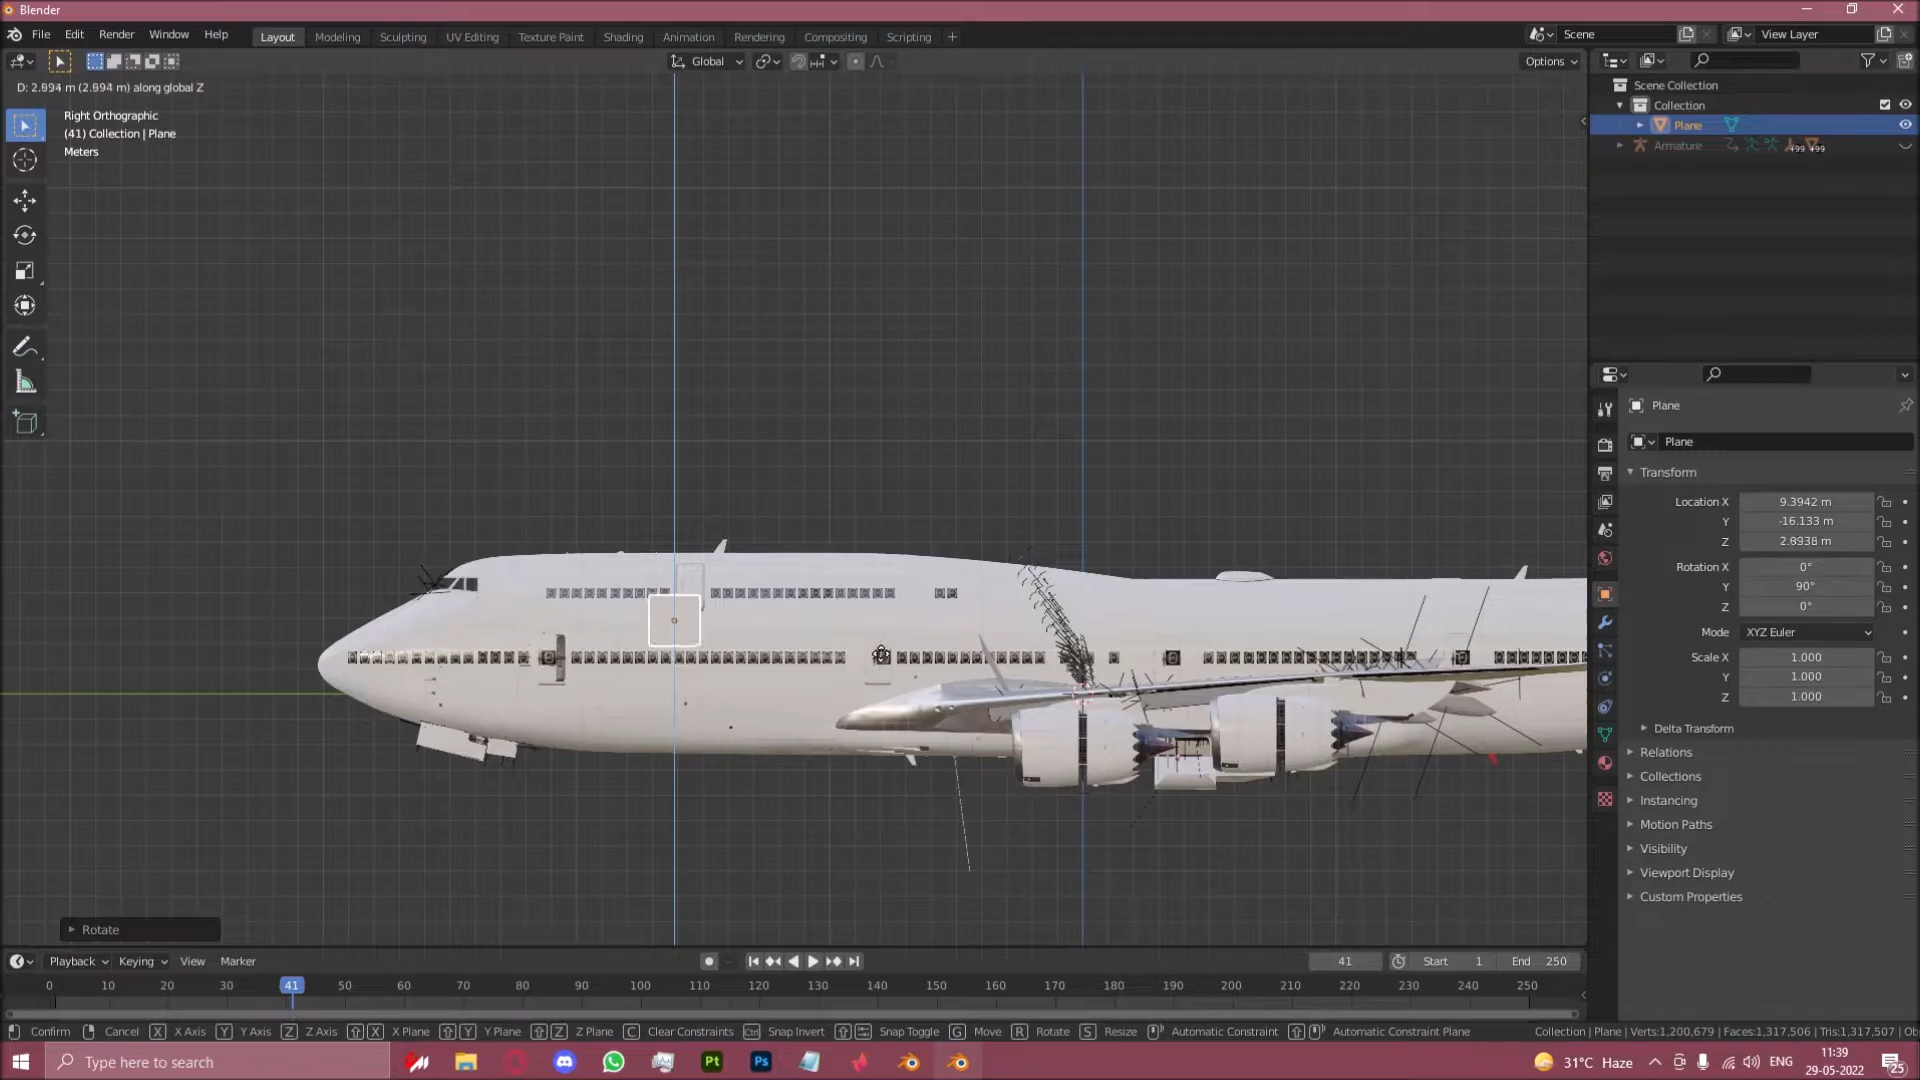 Blender
File Edit Render Window Help
Layout Modeling Sculpting UV Editing Texture Paint Shading Animation Rendering Compositing Scripting +
Scene View Layer
Global Options
D: 2.894 m (2.894 m) along global Z
Right Orthographic
(41) Collection | Plane
Meters
Scene Collection
Collection
Plane
Armature +99 +99
Plane
Plane
Transform
Location X 9.3942 m
Y -16.133 m
Z 2.8938 m
Rotation X 0°
Y 90°
Z 0°
Mode XYZ Euler
Scale X 1.000
Y 1.000
Z 1.000
Delta Transform
Relations
Collections
Instancing
Motion Paths
Visibility
Viewport Display
Custom Properties
Rotate
Playback Keying View Marker 41 Start 1 End 250
0 10 20 30 41 50 60 70 80 90 100 110 120 130 140 150 160 170 180 190 200 210 220 230 240 250
Confirm Cancel X X Axis Y Y Axis Z Z Axis X X Plane Y Y Plane Z Z Plane C Clear Constraints Ctrl Snap Invert Snap Toggle G Move R Rotate S Resize Automatic Constraint Automatic Constraint Plane Collection | Plane | Verts:1,200,679 | Faces:1,317,506 | Tris:1,317,507 | Ob
Type here to search Pt Ps 31°C Haze ENG 11:39
29-05-2022 25